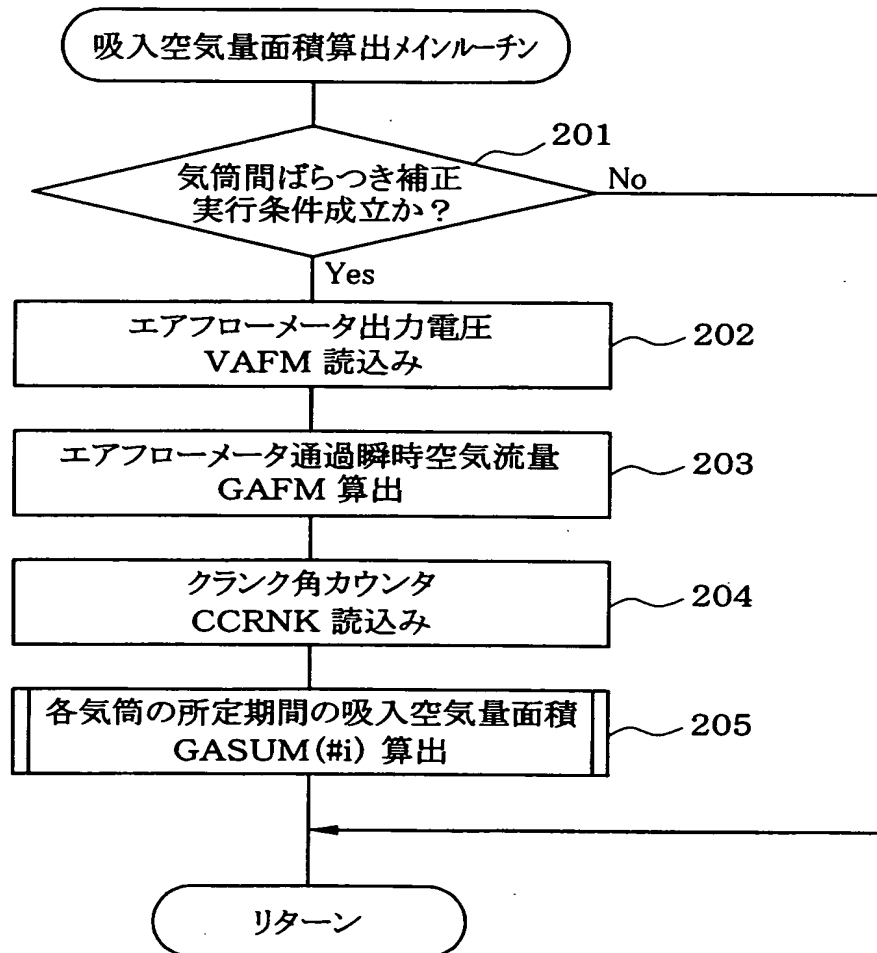 吸入空気量面積算出メインルーチン
201
気筒間ばらつき補正
実行条件成立か？
No
Yes
エアフローメータ出力電圧
VAFM 読込み
202
エアフローメータ通過瞬時空気流量
GAFM 算出
203
クランク角カウンタ
CCRNK 読込み
204
各気筒の所定期間の吸入空気量面積
GASUM(#i) 算出
205
リターン